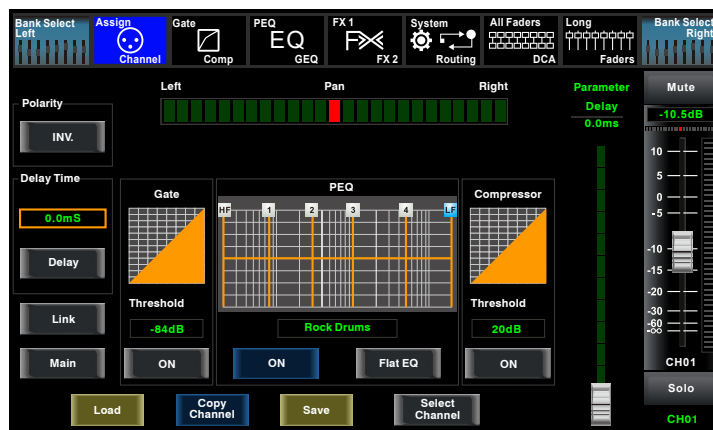 Bank Select
Left
Assign
Channel
Gate
Comp
PEQ
EQ
GEQ
FX 1
FX
FX 2
System
Routing
All Faders
DCA
Long
Faders
Bank Select
Right
Left
Pan
Right
Parameter
Delay
0.0ms
Mute
-10.5dB
Polarity
INV.
Delay Time
0.0mS
Delay
Link
Main
Gate
Threshold
-84dB
ON
PEQ
HF
1
2
3
4
LF
Rock Drums
ON
Flat EQ
Compressor
Threshold
20dB
ON
10
5
0
-5
-10
-15
-20
-30
-60
-∞
CH01
Solo
CH01
Load
Copy
Channel
Save
Select
Channel